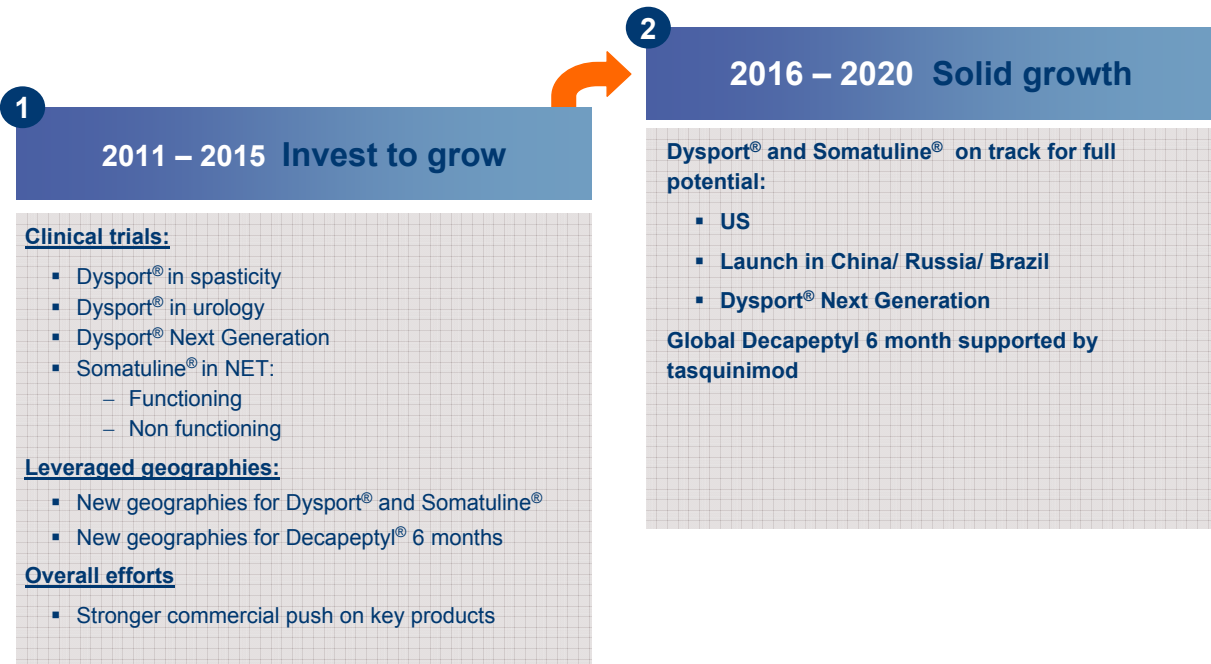 1
2011 – 2015 Invest to grow
Clinical trials:
▪ Dysport® in spasticity
▪ Dysport® in urology
▪ Dysport® Next Generation
▪ Somatuline® in NET:
– Functioning
– Non functioning
Leveraged geographies:
▪ New geographies for Dysport® and Somatuline®
▪ New geographies for Decapeptyl® 6 months
Overall efforts
▪ Stronger commercial push on key products
2
2016 – 2020 Solid growth
Dysport® and Somatuline® on track for full
potential:
▪ US
▪ Launch in China/ Russia/ Brazil
▪ Dysport® Next Generation
Global Decapeptyl 6 month supported by
tasquinimod